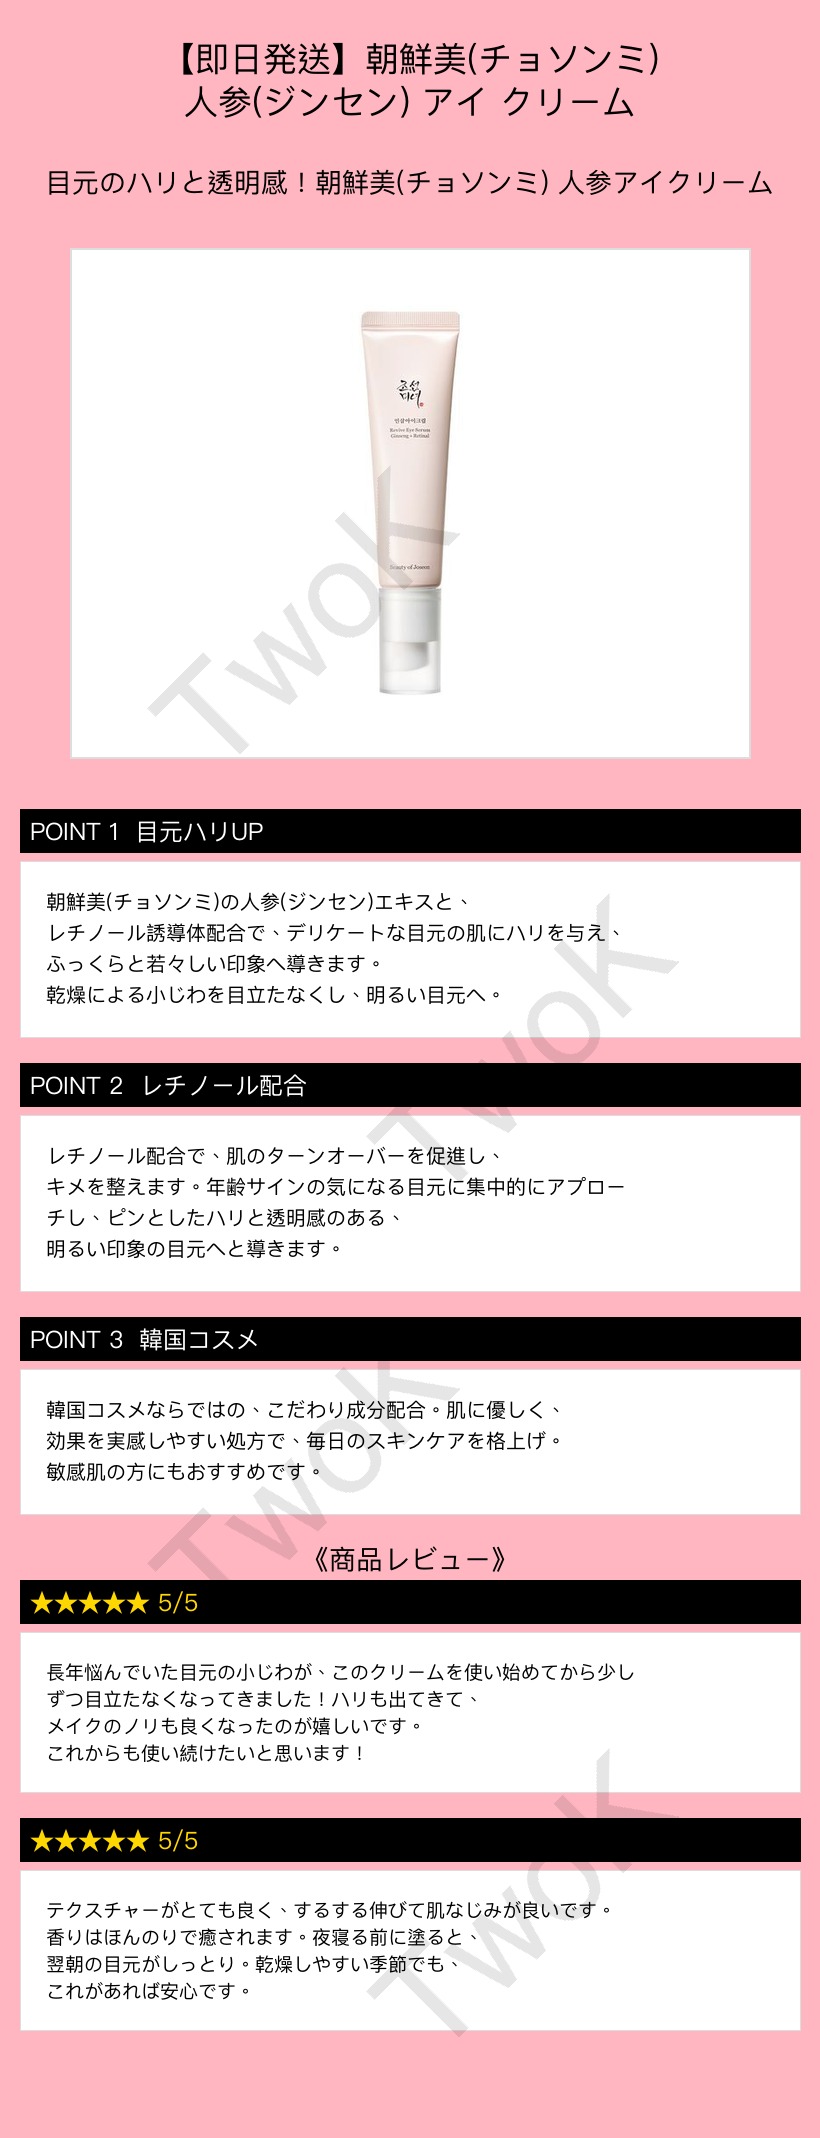 【即日発送】朝鮮美(チョソンミ)
人参(ジンセン) アイ クリーム
目元のハリと透明感！朝鮮美(チョソンミ) 人参アイクリーム
조선
미녀
인삼아이크림
Revive Eye Serum
Ginseng + Retinal
Beauty of Joseon
TwoK
POINT 1 目元ハリUP
朝鮮美(チョソンミ)の人参(ジンセン)エキスと、
レチノール誘導体配合で、デリケートな目元の肌にハリを与え、
ふっくらと若々しい印象へ導きます。
乾燥による小じわを目立たなくし、明るい目元へ。
TwoK
POINT 2 レチノール配合
レチノール配合で、肌のターンオーバーを促進し、
キメを整えます。年齢サインの気になる目元に集中的にアプロー
チし、ピンとしたハリと透明感のある、
明るい印象の目元へと導きます。
POINT 3 韓国コスメ
韓国コスメならではの、こだわり成分配合。肌に優しく、
効果を実感しやすい処方で、毎日のスキンケアを格上げ。
敏感肌の方にもおすすめです。
TwoK
《商品レビュー》
★★★★★ 5/5
長年悩んでいた目元の小じわが、このクリームを使い始めてから少し
ずつ目立たなくなってきました！ハリも出てきて、
メイクのノリも良くなったのが嬉しいです。
これからも使い続けたいと思います！
★★★★★ 5/5
テクスチャーがとても良く、するする伸びて肌なじみが良いです。
香りはほんのりで癒されます。夜寝る前に塗ると、
翌朝の目元がしっとり。乾燥しやすい季節でも、
これがあれば安心です。
TwoK